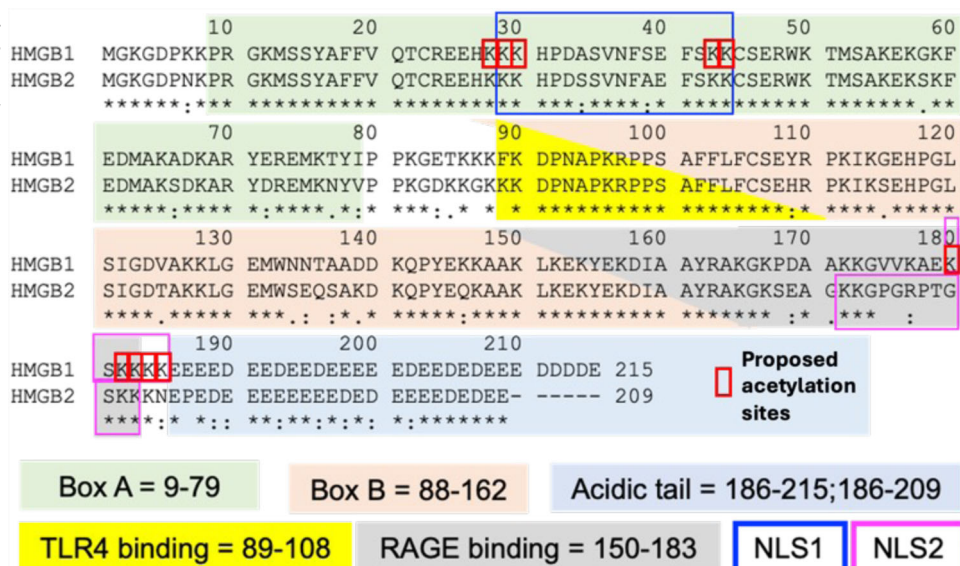 10 20 30 40 50 60
HMGB1 MGKGDPKKPR GKMSSYAFFV QTCREEHKKK HPDASVNFSE FSKKCSERWK TMSAKEKGKF
HMGB2 MGKGDPNKPR GKMSSYAFFV QTCREEHKKK HPDSSVNFAE FSKKCSERWK TMSAKEKSKF
******:*** ********** ********** ***:****:* ********** *******.**
70 80 90 100 110 120
HMGB1 EDMAKADKAR YEREMKTYIP PKGETKKKFK DPNAPKRPPS AFFLFCSEYR PKIKGEHPGL
HMGB2 EDMAKSDKAR YDREMKNYVP PKGDKKGKKK DPNAPKRPPS AFFLFCSEHR PKIKSEHPGL
*****:**** *:****.*:* ***:.* * * ********** ********:* ****.*****
130 140 150 160 170 180
HMGB1 SIGDVAKKLG EMWNNTAADD KQPYEKKAAK LKEKYEKDIA AYRAKGKPDA AKKGVVKAEK
HMGB2 SIGDTAKKLG EMWSEQSAKD KQPYEQKAAK LKEKYEKDIA AYRAKGKSEA GKKGPGRPTG
****.***** ***.: :*.* *****:**** ********** *******.:* .*** :
190 200 210
HMGB1 SKKKKEEEED EEDEEDEEEE EDEEDEDEEE DDDDE 215
HMGB2 SKKKNEPEDE EEEEEEEDED EEEEDEDEE- ----- 209
****:* *:: **:**:*:*: *:*******
Proposed
acetylation
sites
Box A = 9-79 Box B = 88-162 Acidic tail = 186-215;186-209
TLR4 binding = 89-108 RAGE binding = 150-183 NLS1 NLS2